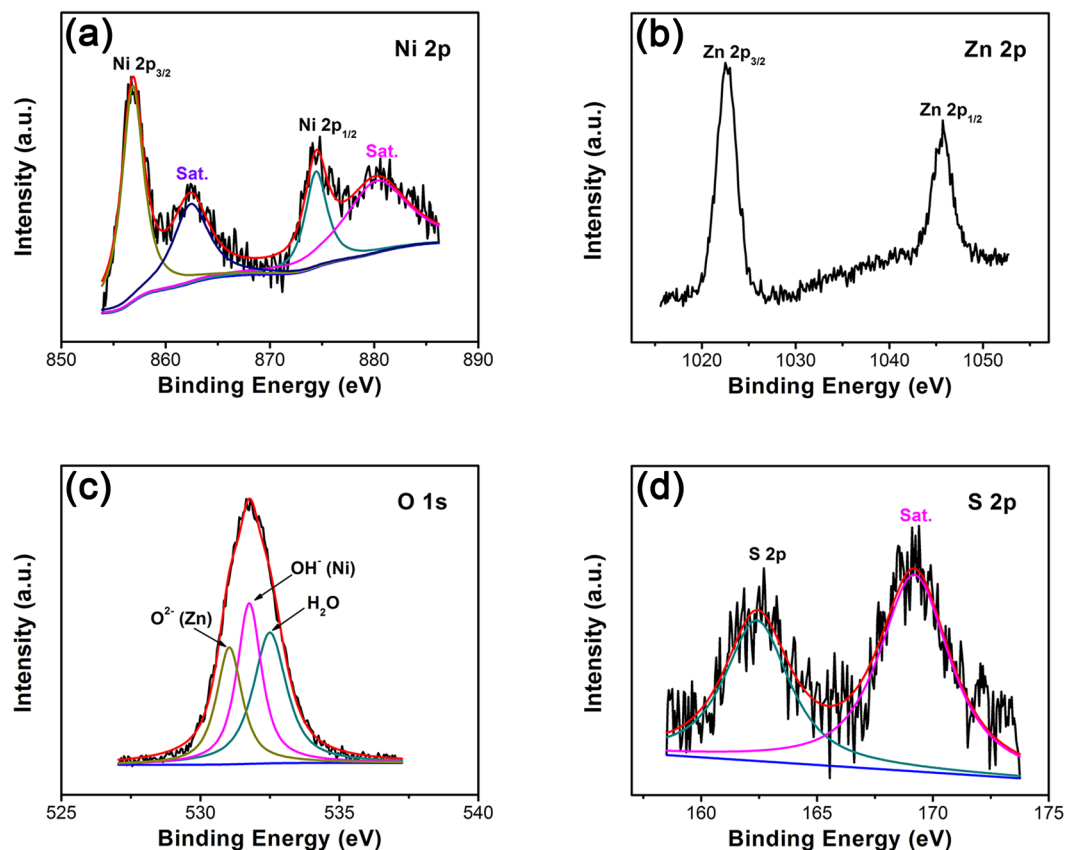 (a)
Ni 2p
Ni 2p3/2
Sat.
Ni 2p1/2
Sat.
Intensity (a.u.)
850 860 870 880 890
Binding Energy (eV)
(b)
Zn 2p
Zn 2p3/2
Zn 2p1/2
Intensity (a.u.)
1020 1030 1040 1050
Binding Energy (eV)
(c)
O 1s
OH- (Ni)
O2- (Zn)
H2O
Intensity (a.u.)
525 530 535 540
Binding Energy (eV)
(d)
S 2p
Sat.
S 2p
Intensity (a.u.)
160 165 170 175
Binding Energy (eV)